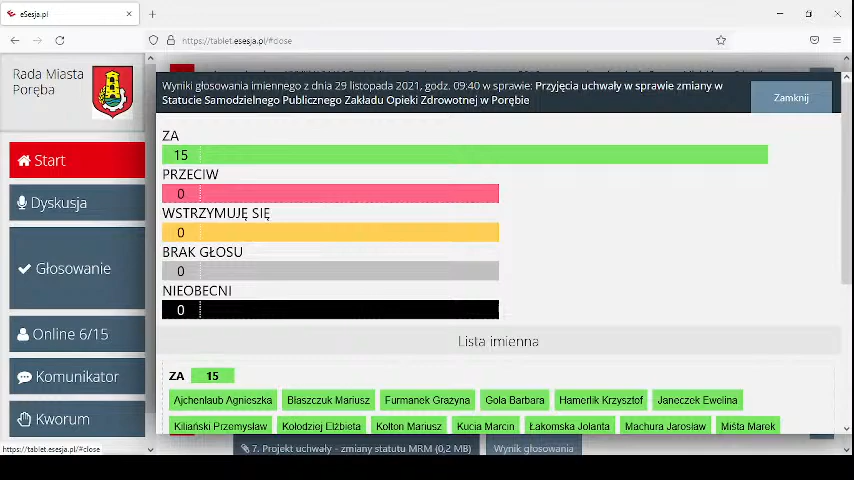 eSesja.pl
https://tablet.esesja.pl/#close
Rada Miasta
Poręba
Start
Dyskusja
Głosowanie
Online 6/15
Komunikator
Kworum
Wyniki głosowania imiennego z dnia 29 listopada 2021, godz. 09:40 w sprawie: Przyjęcia uchwały w sprawie zmiany w
Statucie Samodzielnego Publicznego Zakładu Opieki Zdrowotnej w Porębie
Zamknij
ZA
15
PRZECIW
0
WSTRZYMUJĘ SIĘ
0
BRAK GŁOSU
0
NIEOBECNI
0
Lista imienna
ZA 15
Ajchenlaub Agnieszka Błaszczuk Mariusz Furmanek Grażyna Gola Barbara Hamerlik Krzysztof Janeczek Ewelina
Kiliański Przemysław Kołodziej Elżbieta Kołton Mariusz Kucia Marcin Łakomska Jolanta Machura Jarosław Miśta Marek
7. Projekt uchwały - zmiany statutu MRM (0,2 MB) Wynik głosowania
https://tablet.esesja.pl/#close